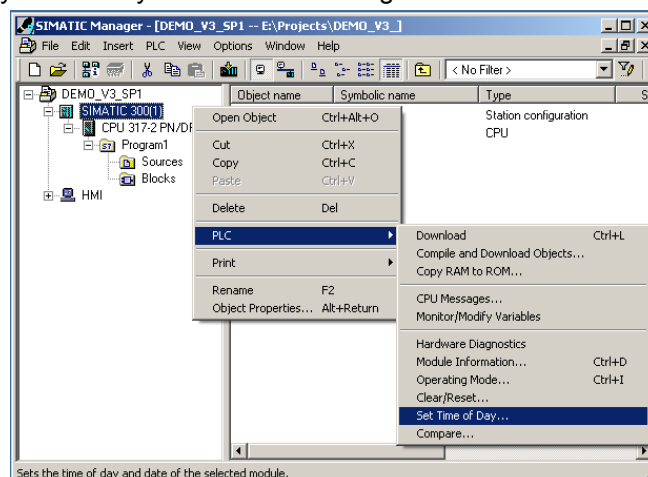 SIMATIC Manager - [DEMO_V3_SP1 -- E:\Projects\DEMO_V3_]
File Edit Insert PLC View Options Window Help
< No Filter >
DEMO_V3_SP1
SIMATIC 300(1)
CPU 317-2 PN/DP
Program1
Sources
Blocks
HMI
Object name Symbolic name Type S
Station configuration
CPU
Open Object Ctrl+Alt+O
Cut Ctrl+X
Copy Ctrl+C
Paste Ctrl+V
Delete Del
PLC
Print
Rename F2
Object Properties... Alt+Return
Download Ctrl+L
Compile and Download Objects...
Copy RAM to ROM...
CPU Messages...
Monitor/Modify Variables
Hardware Diagnostics
Module Information... Ctrl+D
Operating Mode... Ctrl+I
Clear/Reset...
Set Time of Day...
Compare...
Sets the time of day and date of the selected module.